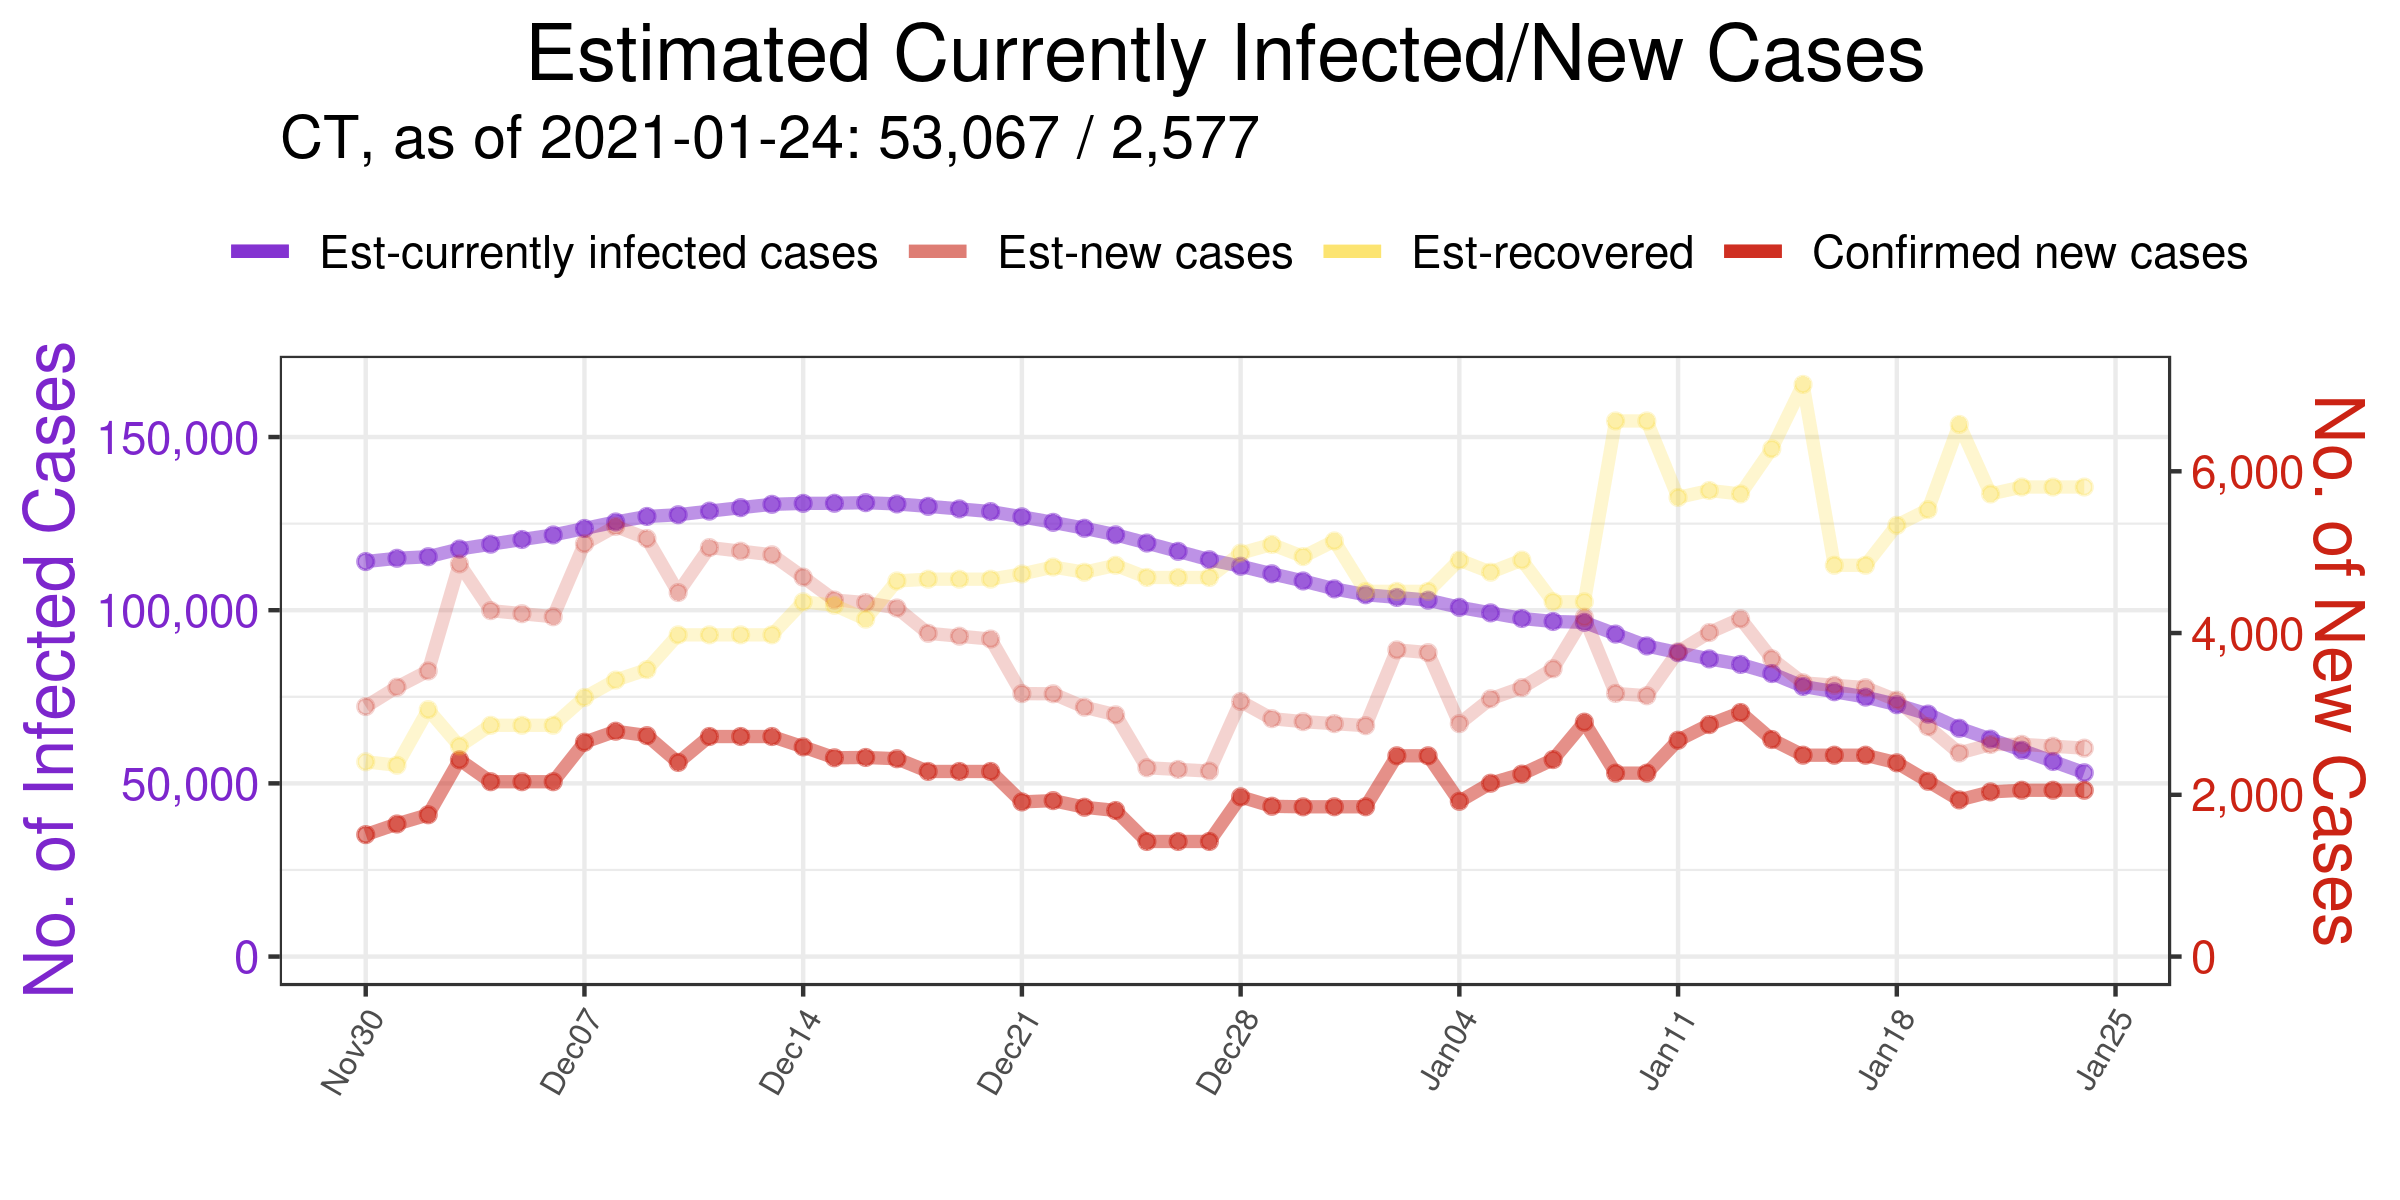 Estimated Currently Infected/New Cases
CT, as of 2021-01-24: 53,067 / 2,577
Est-currently infected cases Est-new cases Est-recovered Confirmed new cases
No. of Infected Cases
150,000
100,000
50,000
0
6,000
4,000
2,000
0
No. of New Cases
Nov30 Dec07 Dec14 Dec21 Dec28 Jan04 Jan11 Jan18 Jan25